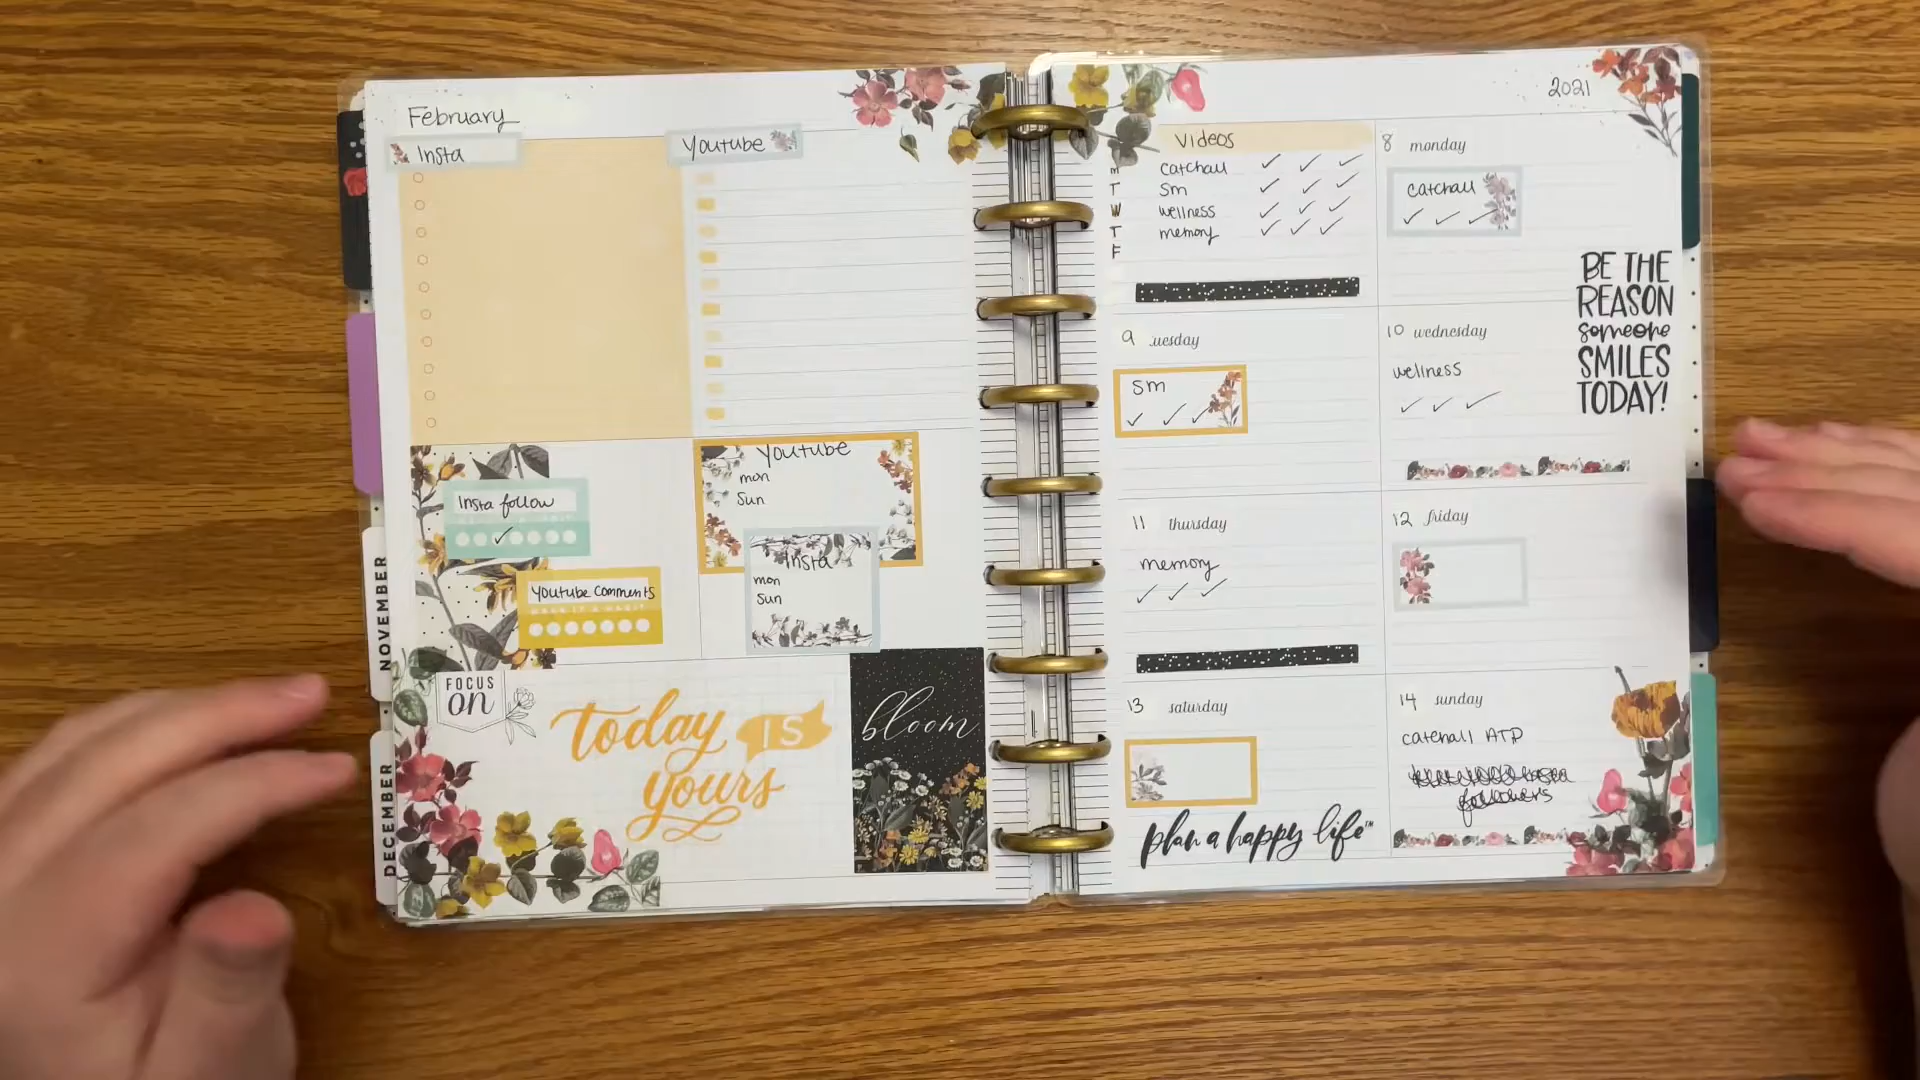 February
Insta
Youtube
Insta follow
Youtube comments
Youtube
mon
Sun
Insta
mon
Sun
NOVEMBER
DECEMBER
FOCUS
on
today IS
yours
bloom
2021
Videos
M
T
W
T
F
catchall
Sm
wellness
memory
8 monday
catchall
BE THE
REASON
someone
SMILES
TODAY!
9 uesday
Sm
10 wednesday
wellness
11 thursday
memory
12 friday
13 saturday
plan a happy life™
14 sunday
catchall ATP
followers